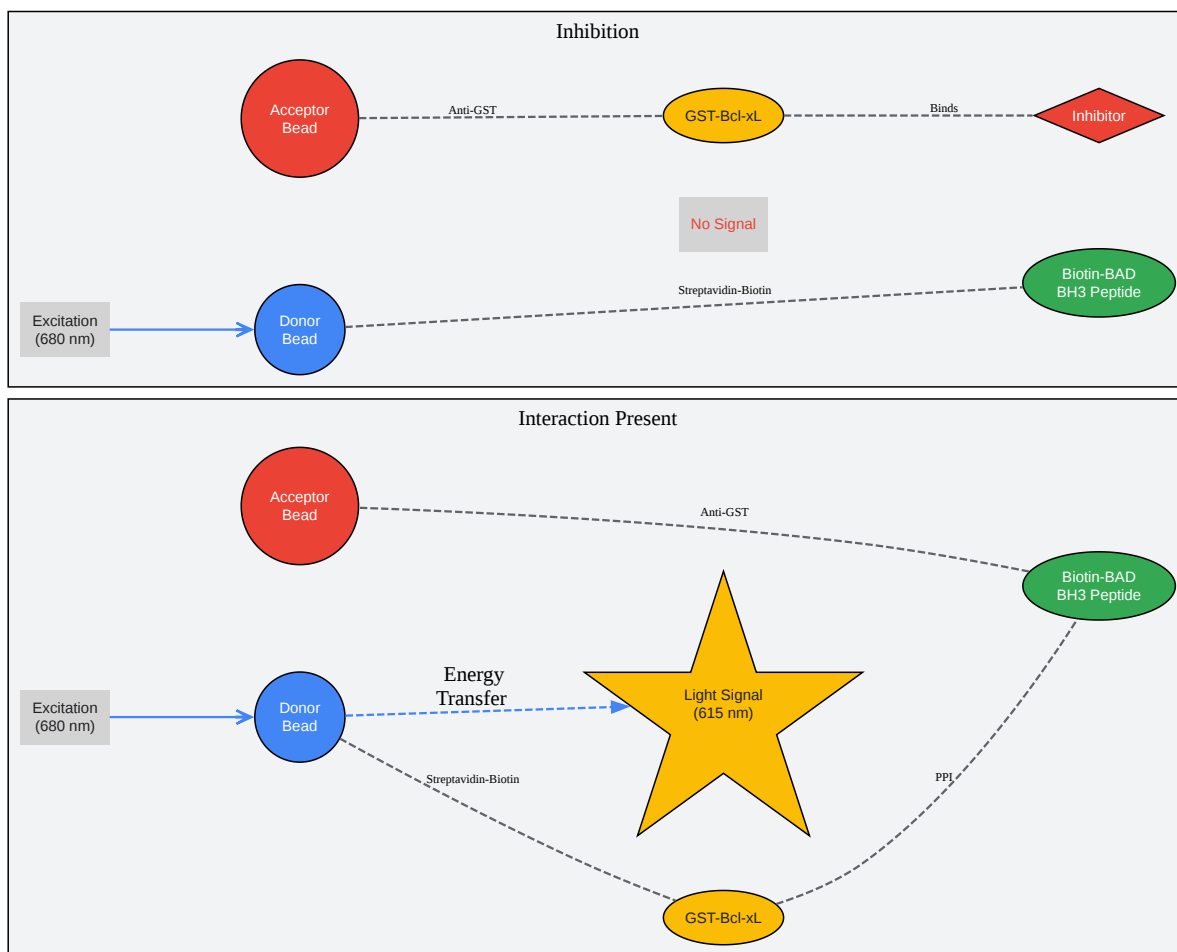 Inhibition
Acceptor
Bead
Anti-GST
GST-Bcl-xL
Binds
Inhibitor
No Signal
Excitation
(680 nm)
Donor
Bead
Streptavidin-Biotin
Biotin-BAD
BH3 Peptide
Interaction Present
Acceptor
Bead
Anti-GST
Biotin-BAD
BH3 Peptide
Excitation
(680 nm)
Donor
Bead
Energy
Transfer
Light Signal
(615 nm)
Streptavidin-Biotin
PPI
GST-Bcl-xL